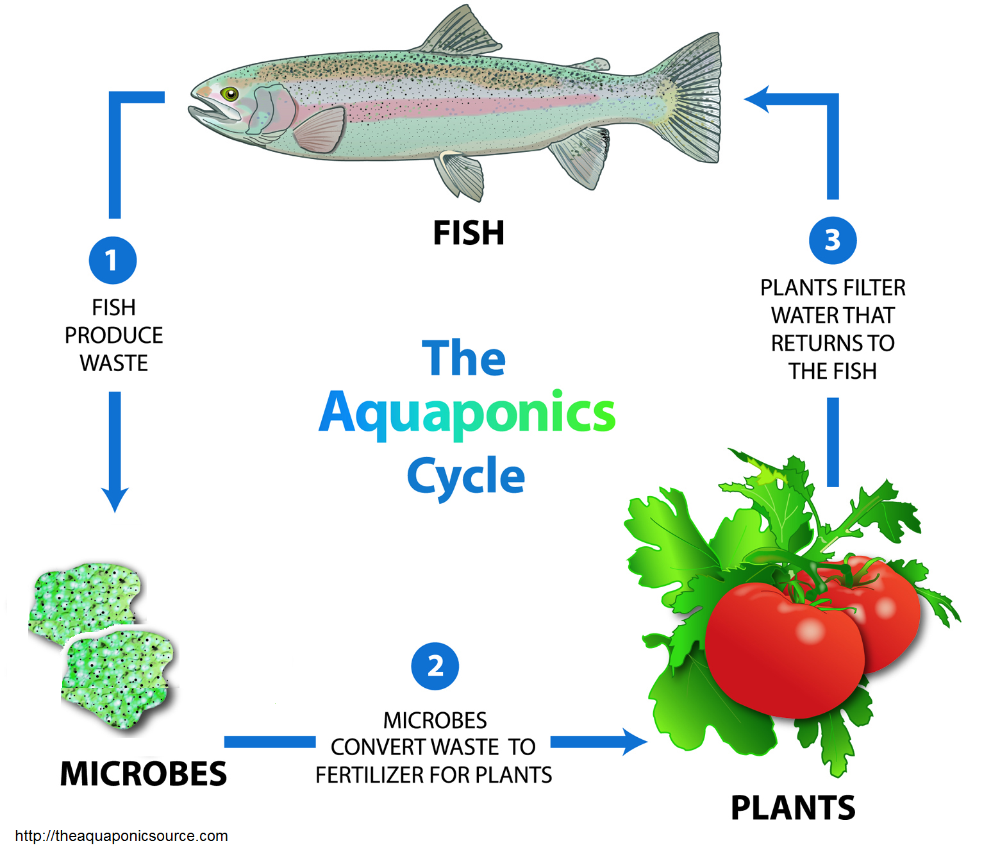 FISH
1
FISH
PRODUCE
WASTE
3
PLANTS FILTER
WATER THAT
RETURNS TO
THE FISH
The
Aquaponics
Cycle
2
MICROBES
CONVERT WASTE TO
FERTILIZER FOR PLANTS
MICROBES
PLANTS
http://theaquaponicsource.com